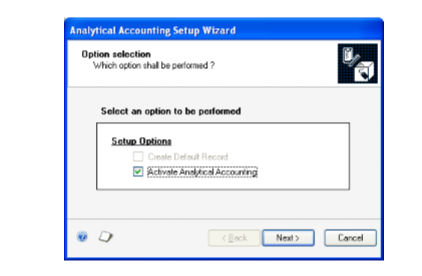 Analytical Accounting Setup Wizard
Option selection
Which option shall be performed ?
Select an option to be performed
Setup Options
Create Default Record
Activate Analytical Accounting
< Back Next > Cancel